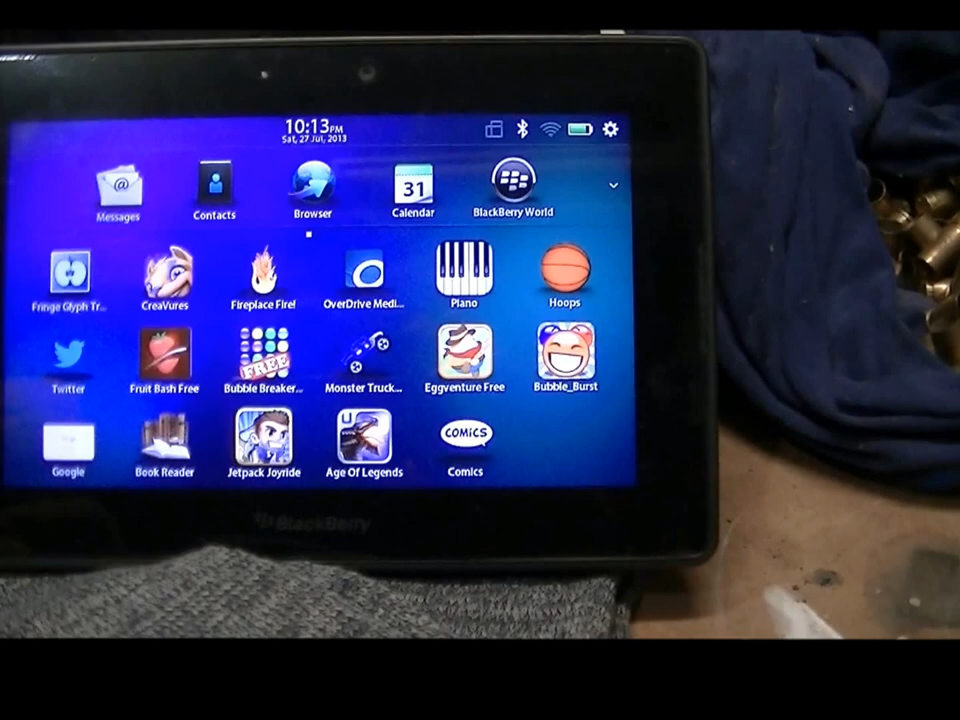 10:13PM
Sat, 27 Jul, 2013
@
31
Messages
Contacts
Browser
Calendar
BlackBerry World
Fringe Glyph Tr...
CreaVures
Fireplace Fire!
OverDrive Medi...
Piano
Hoops
FREE
Twitter
Fruit Bash Free
Bubble Breaker...
Monster Truck...
Eggventure Free
Bubble_Burst
U
COMICS
Google
Book Reader
Jetpack Joyride
Age Of Legends
Comics
BlackBerry